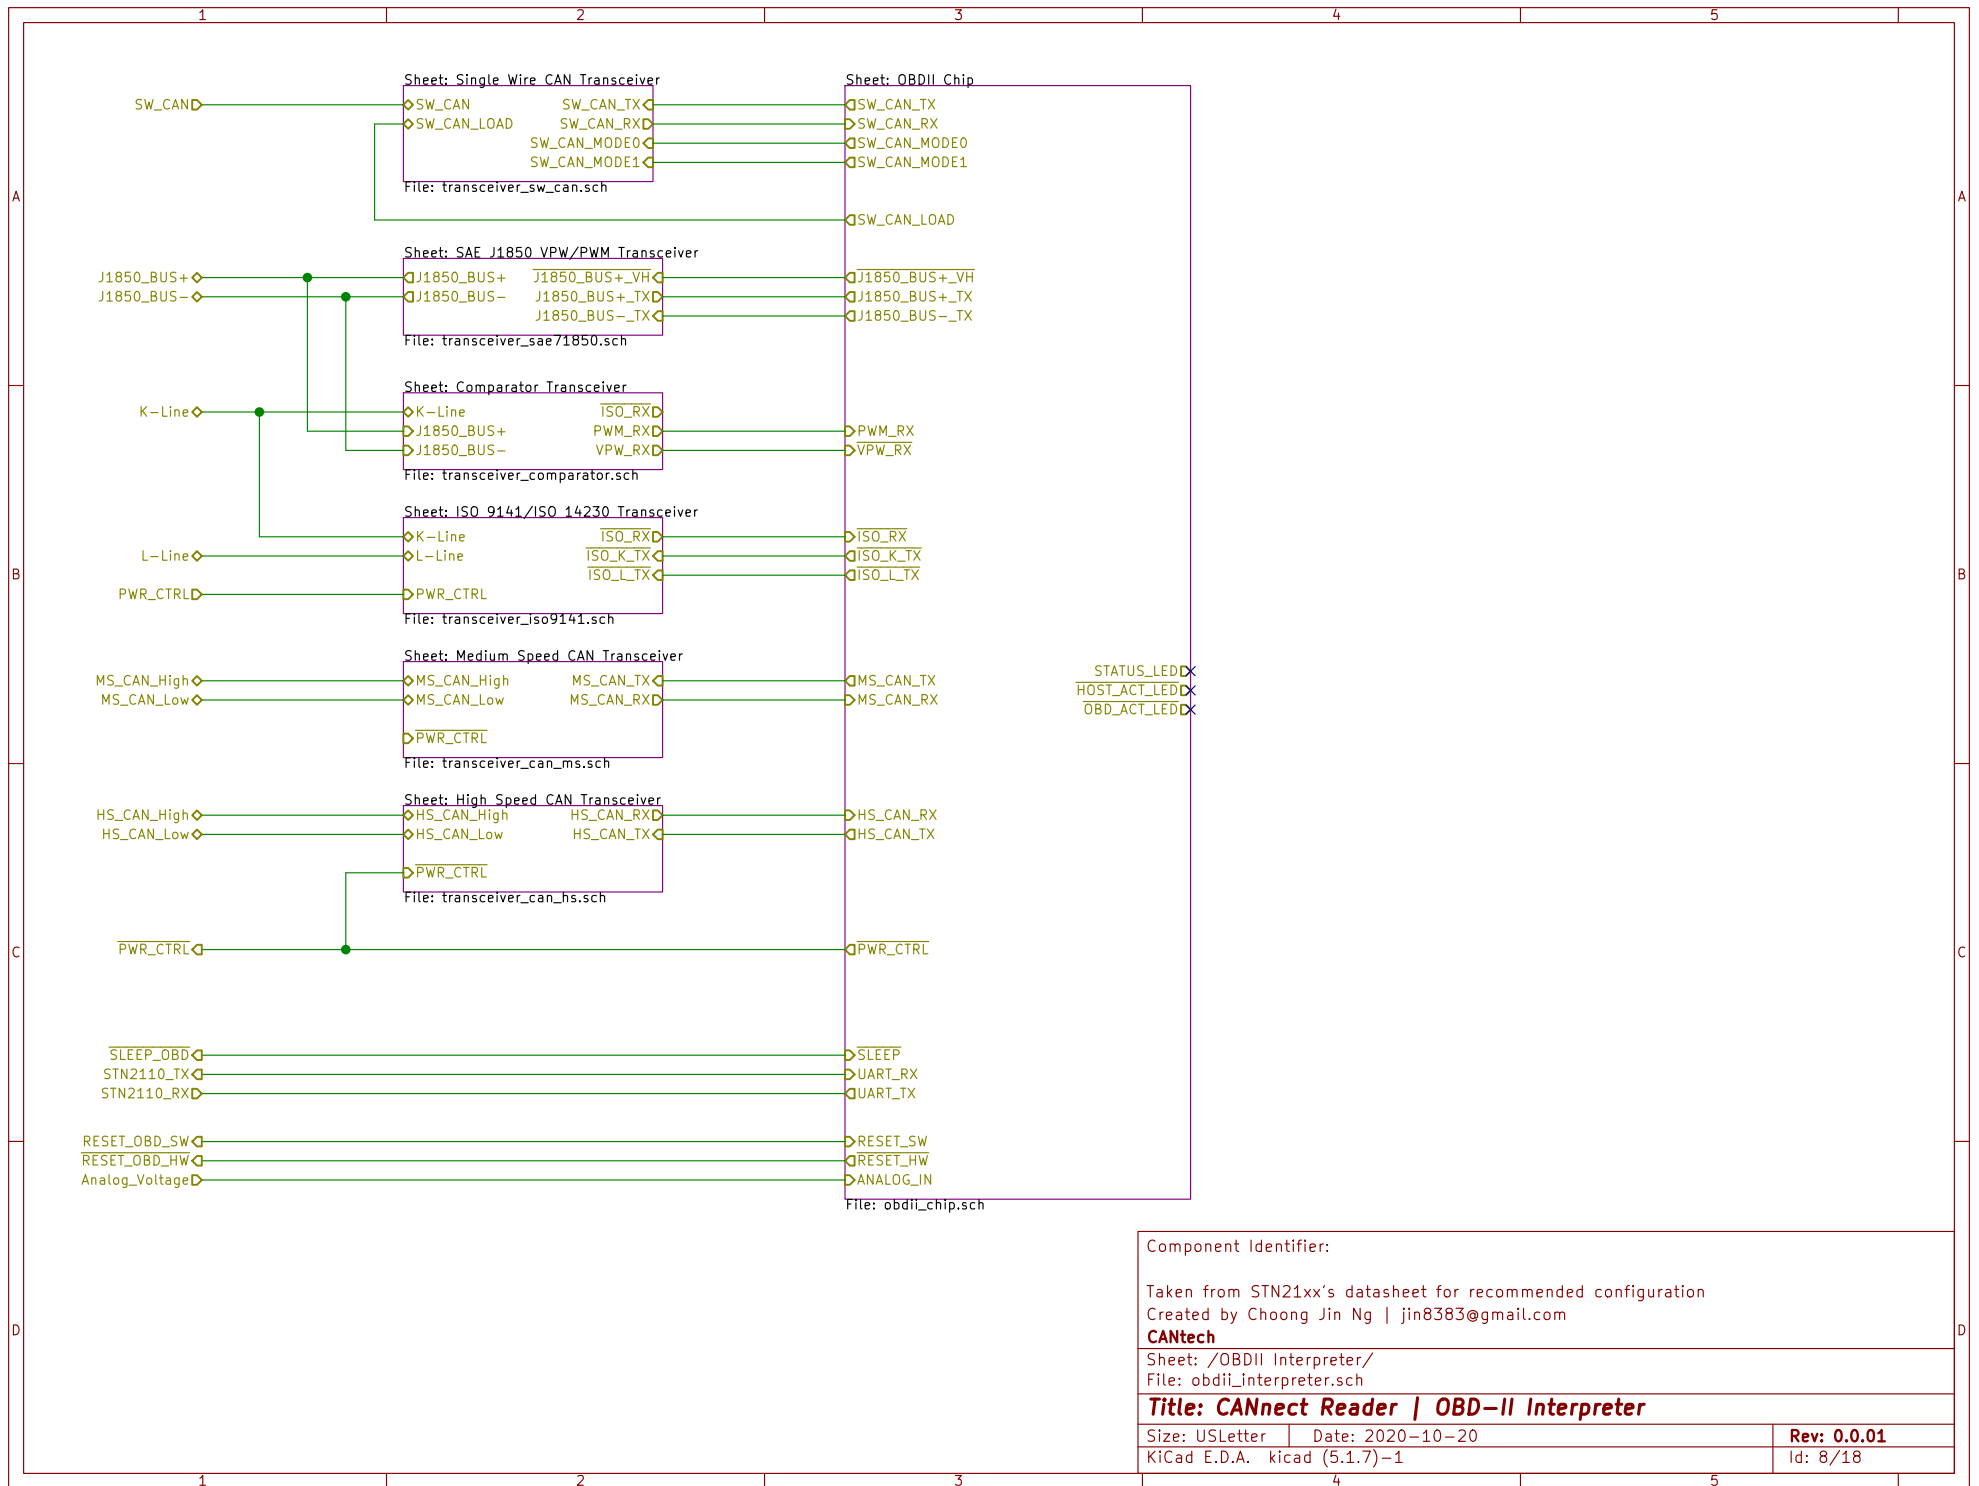 1 2 3 4 5
Sheet: Single Wire CAN Transceiver
Sheet: OBDII Chip
SW_CAN SW_CAN SW_CAN_TX SW_CAN_TX
SW_CAN_LOAD SW_CAN_RX SW_CAN_RX
SW_CAN_MODE0 SW_CAN_MODE0
SW_CAN_MODE1 SW_CAN_MODE1
File: transceiver_sw_can.sch
A A
SW_CAN_LOAD
Sheet: SAE J1850 VPW/PWM Transceiver
J1850_BUS+ J1850_BUS+ J1850_BUS+_VH J1850_BUS+_VH
J1850_BUS- J1850_BUS- J1850_BUS+_TX J1850_BUS+_TX
J1850_BUS-_TX J1850_BUS-_TX
File: transceiver_sae71850.sch
Sheet: Comparator Transceiver
K-Line K-Line ISO_RX
J1850_BUS+ PWM_RX PWM_RX
J1850_BUS- VPW_RX VPW_RX
File: transceiver_comparator.sch
Sheet: ISO 9141/ISO 14230 Transceiver
K-Line ISO_RX ISO_RX
L-Line L-Line ISO_K_TX ISO_K_TX
B ISO_L_TX ISO_L_TX B
PWR_CTRL PWR_CTRL
File: transceiver_iso9141.sch
Sheet: Medium Speed CAN Transceiver
STATUS_LED
MS_CAN_High MS_CAN_High MS_CAN_TX MS_CAN_TX
HOST_ACT_LED
MS_CAN_Low MS_CAN_Low MS_CAN_RX MS_CAN_RX
OBD_ACT_LED
PWR_CTRL
File: transceiver_can_ms.sch
Sheet: High Speed CAN Transceiver
HS_CAN_High HS_CAN_High HS_CAN_RX HS_CAN_RX
HS_CAN_Low HS_CAN_Low HS_CAN_TX HS_CAN_TX
PWR_CTRL
File: transceiver_can_hs.sch
PWR_CTRL PWR_CTRL
C C
SLEEP_OBD SLEEP
STN2110_TX UART_RX
STN2110_RX UART_TX
RESET_OBD_SW RESET_SW
RESET_OBD_HW RESET_HW
Analog_Voltage ANALOG_IN
File: obdii_chip.sch
Component Identifier:
Taken from STN21xx's datasheet for recommended configuration
Created by Choong Jin Ng | jin8383@gmail.com
D D
CANtech
Sheet: /OBDII Interpreter/
File: obdii_interpreter.sch
Title: CANnect Reader | OBD-II Interpreter
Size: USLetter Date: 2020-10-20 Rev: 0.0.01
KiCad E.D.A. kicad (5.1.7)-1 Id: 8/18
1 2 3 4 5